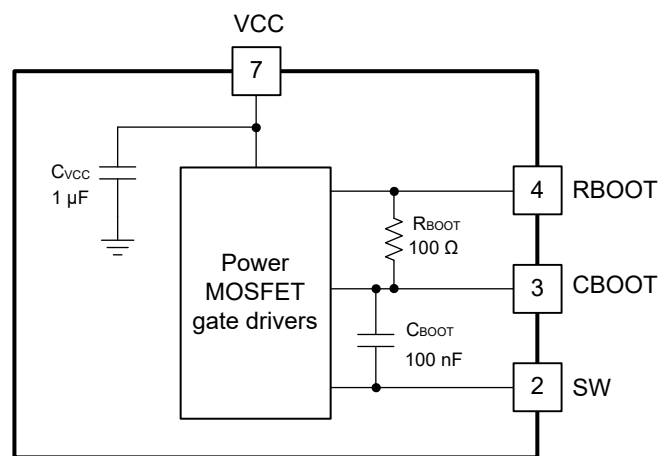 VCC
7
CVCC
1 µF
4
RBOOT
RBOOT
100 Ω
Power
MOSFET
gate drivers
3
CBOOT
CBOOT
100 nF
2
SW